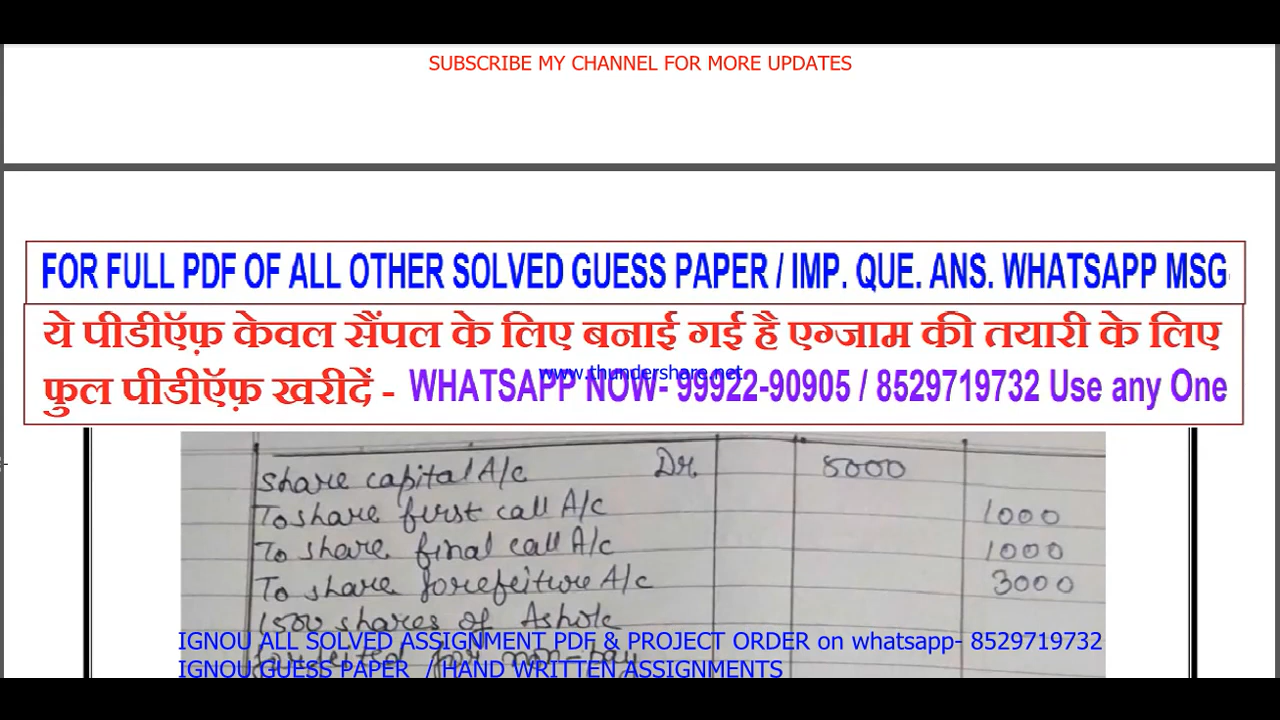 SUBSCRIBE MY CHANNEL FOR MORE UPDATES
FOR FULL PDF OF ALL OTHER SOLVED GUESS PAPER / IMP. QUE. ANS. WHATSAPP MSG
ये पीडीऍफ़ केवल सैंपल के लिए बनाई गई है एग्जाम की तयारी के लिए
www.thundershare.net
फुल पीडीऍफ़ खरीदें - WHATSAPP NOW- 99922-90905 / 8529719732 Use any One
Share capital A/c Dr. 5000
To share first call A/c 1000
To share final call A/c 1000
To share forefeiture A/c 3000
shares of Ashok
IGNOU ALL SOLVED ASSIGNMENT PDF & PROJECT ORDER on whatsapp- 8529719732
for non-pay
IGNOU GUESS PAPER / HAND WRITTEN ASSIGNMENTS